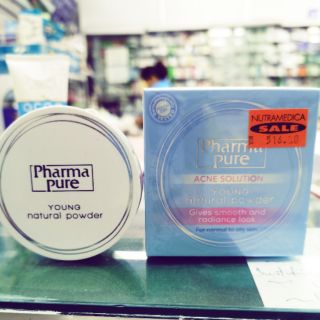 Pharma
pure
YOUNG
natural powder
NUTRAMEDICA
SALE
Pharma
pure
ACNE SOLUTION
YOUNG
natural powder
Gives smooth and
radiance look
For normal to oily skin